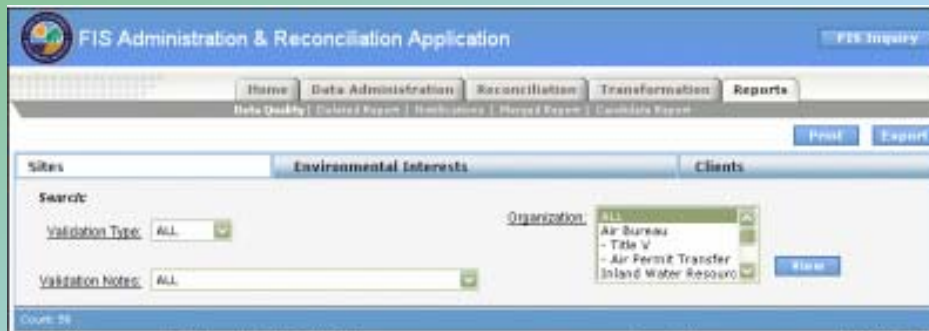 FIS Administration & Reconciliation Application
FIS Inquiry
Home Data Administration Reconciliation Transformation Reports
Data Quality | Deleted Report | Notifications | Merged Report | Candidate Report
Print Export
Sites Environmental Interests Clients
Search:
Validation Type: ALL
Organization: ALL
Air Bureau
- Title V
- Air Permit Transfer
Inland Water Resourc
View
Validation Notes: ALL